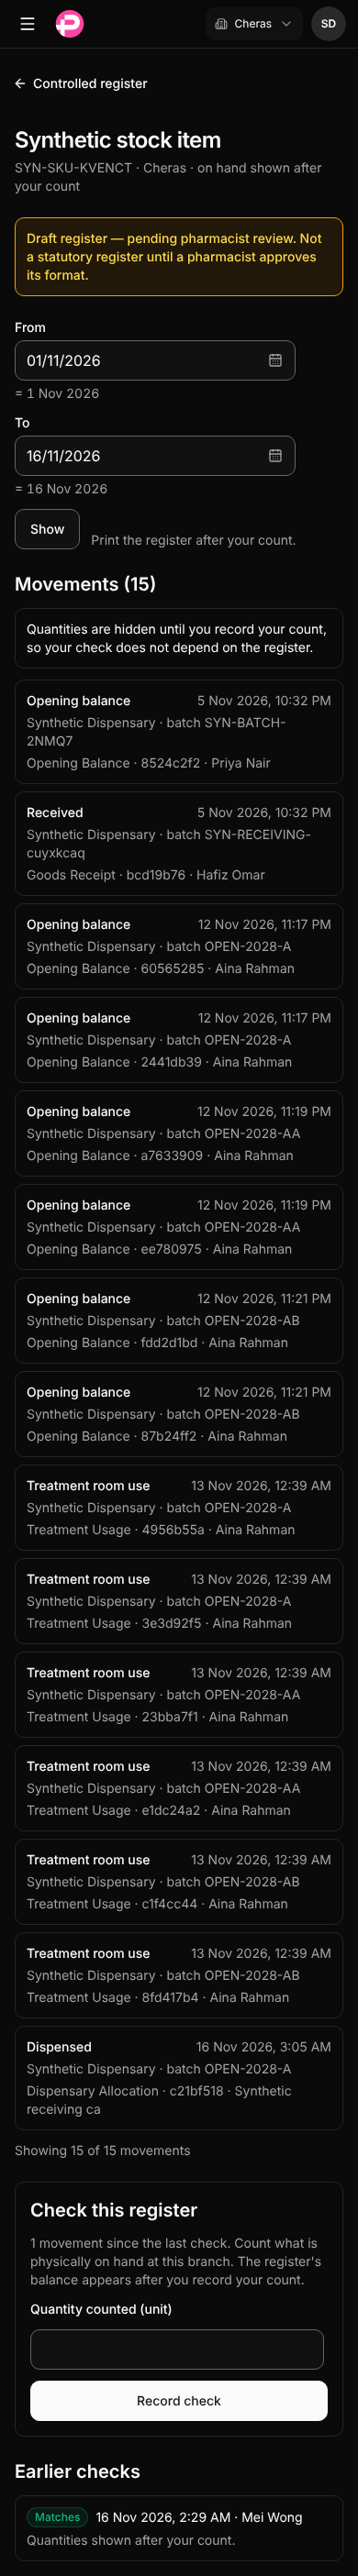 Cheras
SD
Controlled register
Synthetic stock item
SYN-SKU-KVENCT · Cheras · on hand shown after
your count
Draft register — pending pharmacist review. Not
a statutory register until a pharmacist approves
its format.
From
01/11/2026
= 1 Nov 2026
To
16/11/2026
= 16 Nov 2026
Show
Print the register after your count.
Movements (15)
Quantities are hidden until you record your count,
so your check does not depend on the register.
Opening balance 5 Nov 2026, 10:32 PM
Synthetic Dispensary · batch SYN-BATCH-
2NMQ7
Opening Balance · 8524c2f2 · Priya Nair
Received 5 Nov 2026, 10:32 PM
Synthetic Dispensary · batch SYN-RECEIVING-
cuyxkcaq
Goods Receipt · bcd19b76 · Hafiz Omar
Opening balance 12 Nov 2026, 11:17 PM
Synthetic Dispensary · batch OPEN-2028-A
Opening Balance · 60565285 · Aina Rahman
Opening balance 12 Nov 2026, 11:17 PM
Synthetic Dispensary · batch OPEN-2028-A
Opening Balance · 2441db39 · Aina Rahman
Opening balance 12 Nov 2026, 11:19 PM
Synthetic Dispensary · batch OPEN-2028-AA
Opening Balance · a7633909 · Aina Rahman
Opening balance 12 Nov 2026, 11:19 PM
Synthetic Dispensary · batch OPEN-2028-AA
Opening Balance · ee780975 · Aina Rahman
Opening balance 12 Nov 2026, 11:21 PM
Synthetic Dispensary · batch OPEN-2028-AB
Opening Balance · fdd2d1bd · Aina Rahman
Opening balance 12 Nov 2026, 11:21 PM
Synthetic Dispensary · batch OPEN-2028-AB
Opening Balance · 87b24ff2 · Aina Rahman
Treatment room use 13 Nov 2026, 12:39 AM
Synthetic Dispensary · batch OPEN-2028-A
Treatment Usage · 4956b55a · Aina Rahman
Treatment room use 13 Nov 2026, 12:39 AM
Synthetic Dispensary · batch OPEN-2028-A
Treatment Usage · 3e3d92f5 · Aina Rahman
Treatment room use 13 Nov 2026, 12:39 AM
Synthetic Dispensary · batch OPEN-2028-AA
Treatment Usage · 23bba7f1 · Aina Rahman
Treatment room use 13 Nov 2026, 12:39 AM
Synthetic Dispensary · batch OPEN-2028-AA
Treatment Usage · e1dc24a2 · Aina Rahman
Treatment room use 13 Nov 2026, 12:39 AM
Synthetic Dispensary · batch OPEN-2028-AB
Treatment Usage · c1f4cc44 · Aina Rahman
Treatment room use 13 Nov 2026, 12:39 AM
Synthetic Dispensary · batch OPEN-2028-AB
Treatment Usage · 8fd417b4 · Aina Rahman
Dispensed 16 Nov 2026, 3:05 AM
Synthetic Dispensary · batch OPEN-2028-A
Dispensary Allocation · c21bf518 · Synthetic
receiving ca
Showing 15 of 15 movements
Check this register
1 movement since the last check. Count what is
physically on hand at this branch. The register's
balance appears after you record your count.
Quantity counted (unit)
Record check
Earlier checks
Matches 16 Nov 2026, 2:29 AM · Mei Wong
Quantities shown after your count.